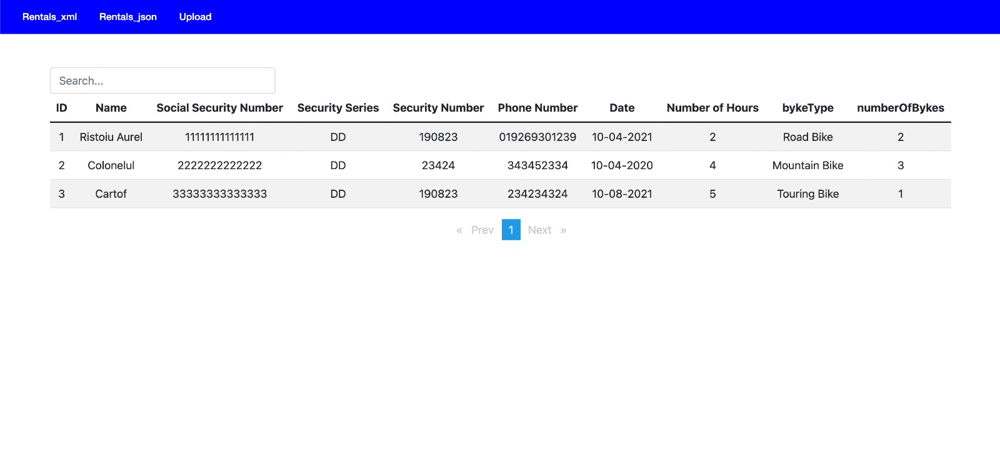 Rentals_xml Rentals_json Upload
Search...
ID Name Social Security Number Security Series Security Number Phone Number Date Number of Hours bykeType numberOfBykes
1 Ristoiu Aurel 11111111111111 DD 190823 019269301239 10-04-2021 2 Road Bike 2
2 Colonelul 2222222222222 DD 23424 343452334 10-04-2020 4 Mountain Bike 3
3 Cartof 33333333333333 DD 190823 234234324 10-08-2021 5 Touring Bike 1
« Prev 1 Next »